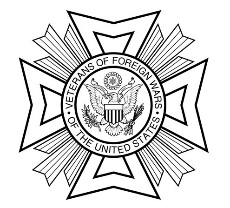 VETERANS OF FOREIGN WARS
OF THE UNITED STATES